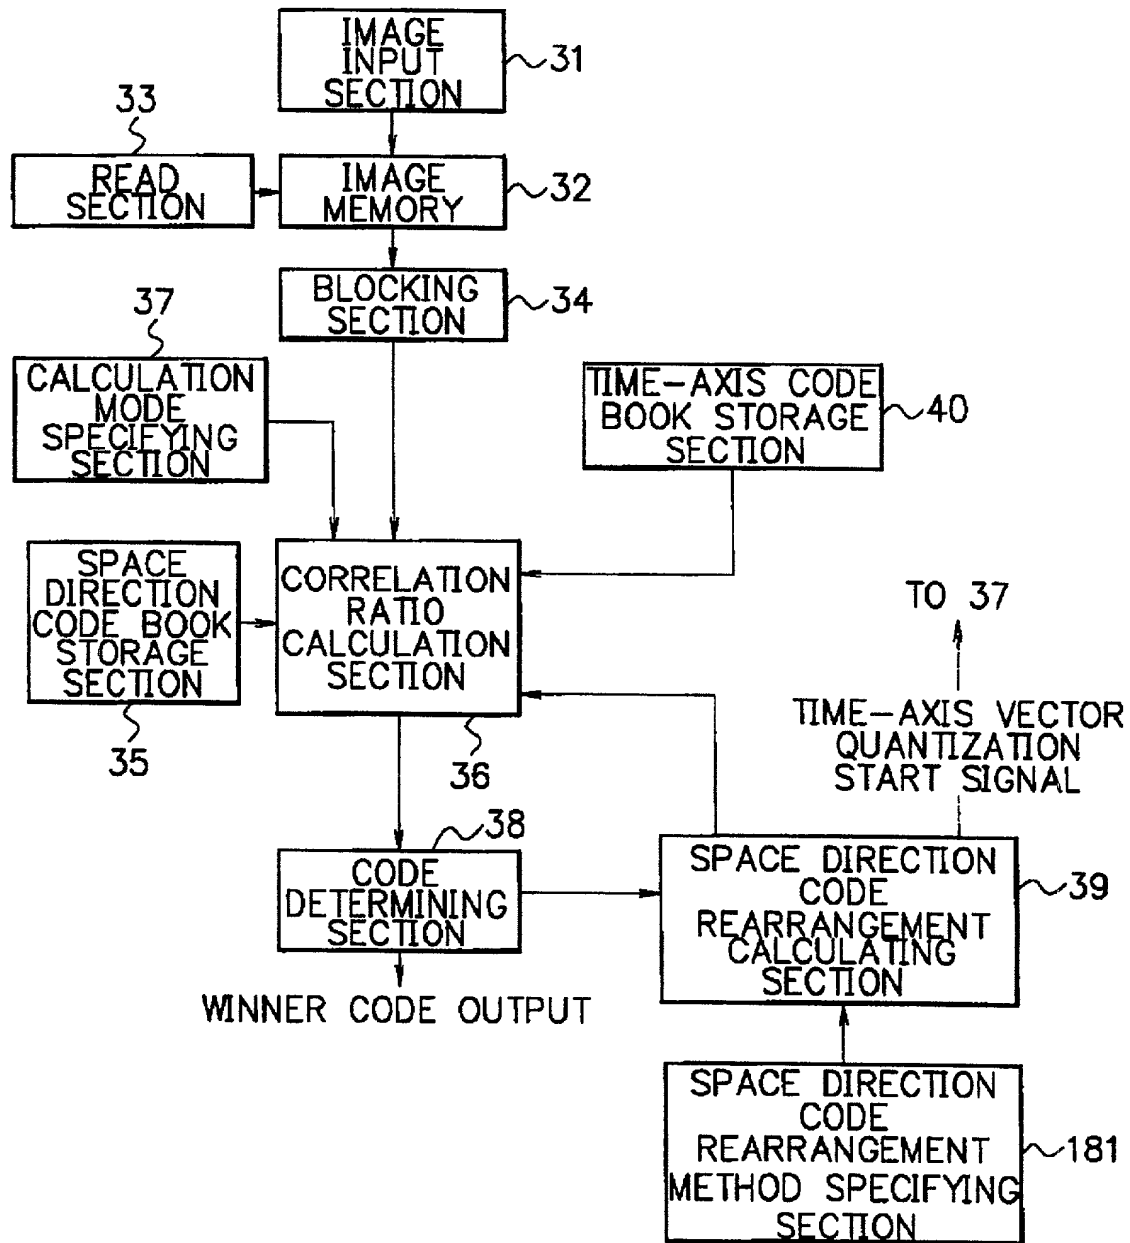 IMAGE
INPUT
SECTION
31
33
READ
SECTION
IMAGE
MEMORY
32
BLOCKING
SECTION
34
37
CALCULATION
MODE
SPECIFYING
SECTION
TIME-AXIS CODE
BOOK STORAGE
SECTION
40
SPACE
DIRECTION
CODE BOOK
STORAGE
SECTION
35
CORRELATION
RATIO
CALCULATION
SECTION
36
TO 37
TIME-AXIS VECTOR
QUANTIZATION
START SIGNAL
38
CODE
DETERMINING
SECTION
WINNER CODE OUTPUT
SPACE DIRECTION
CODE
REARRANGEMENT
CALCULATING
SECTION
39
SPACE DIRECTION
CODE
REARRANGEMENT
METHOD SPECIFYING
SECTION
181